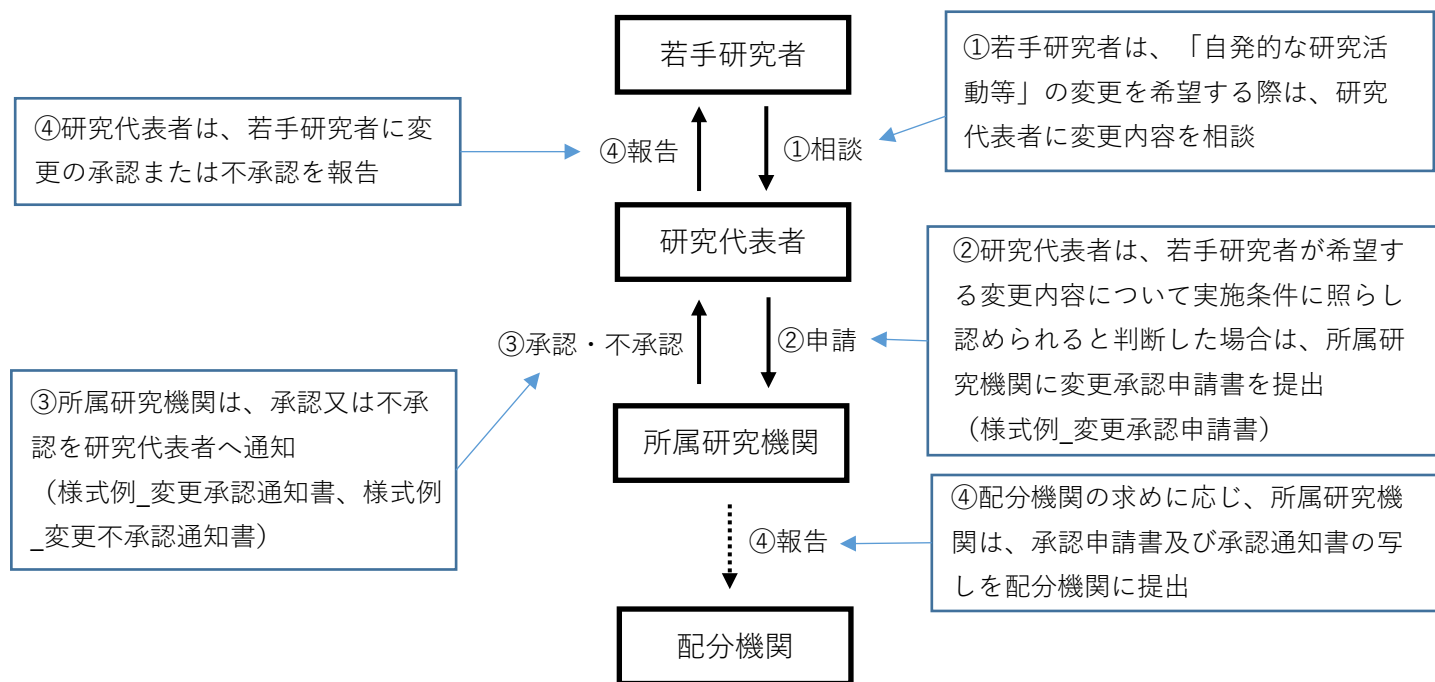 若手研究者
①若手研究者は、「自発的な研究活
動等」の変更を希望する際は、研究
代表者に変更内容を相談
④研究代表者は、若手研究者に変
更の承認または不承認を報告
④報告
①相談
研究代表者
②研究代表者は、若手研究者が希望す
る変更内容について実施条件に照らし
認められると判断した場合は、所属研
究機関に変更承認申請書を提出
（様式例_変更承認申請書）
③承認・不承認
②申請
③所属研究機関は、承認又は不承
認を研究代表者へ通知
（様式例_変更承認通知書、様式例
_変更不承認通知書）
所属研究機関
④配分機関の求めに応じ、所属研究機
関は、承認申請書及び承認通知書の写
しを配分機関に提出
④報告
配分機関